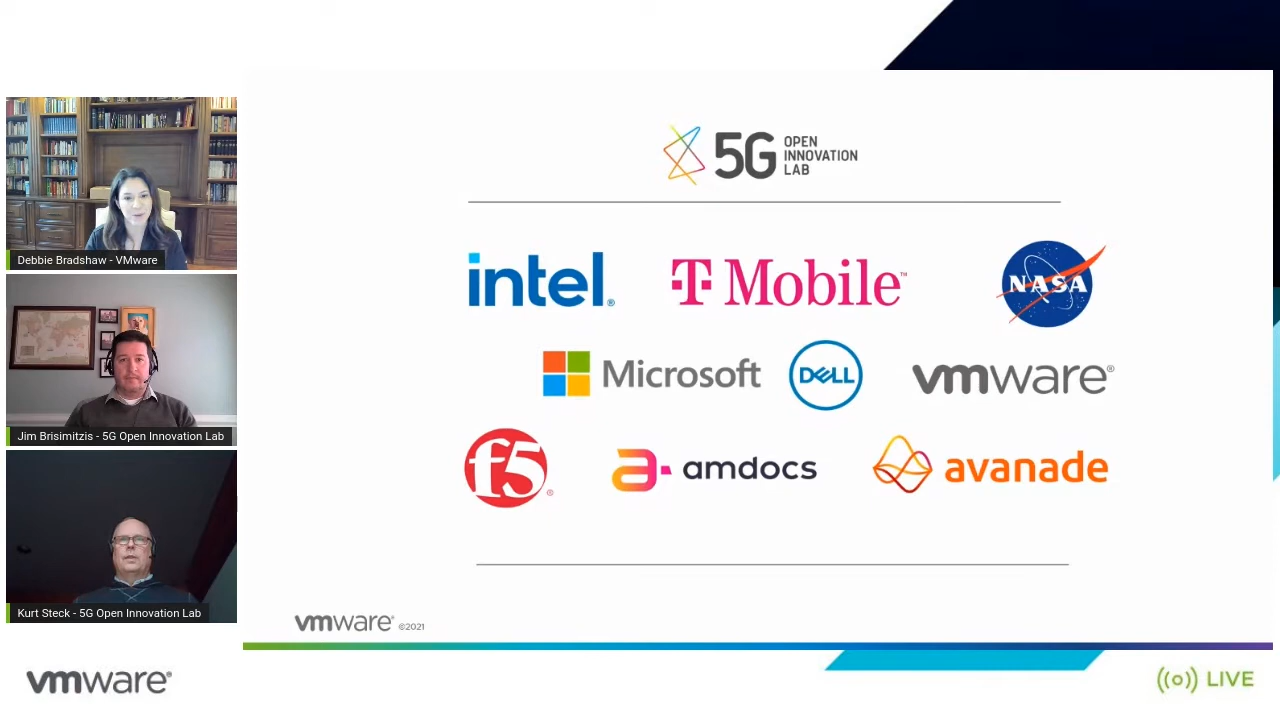 Debbie Bradshaw - VMware
Jim Brisimitzis - 5G Open Innovation Lab
Kurt Steck - 5G Open Innovation Lab
5G OPEN
INNOVATION
LAB
intel®
T Mobile™
NASA
Microsoft
DELL
vmware®
f5®
amdocs
avanade
vmware® ©2021
vmware®
LIVE